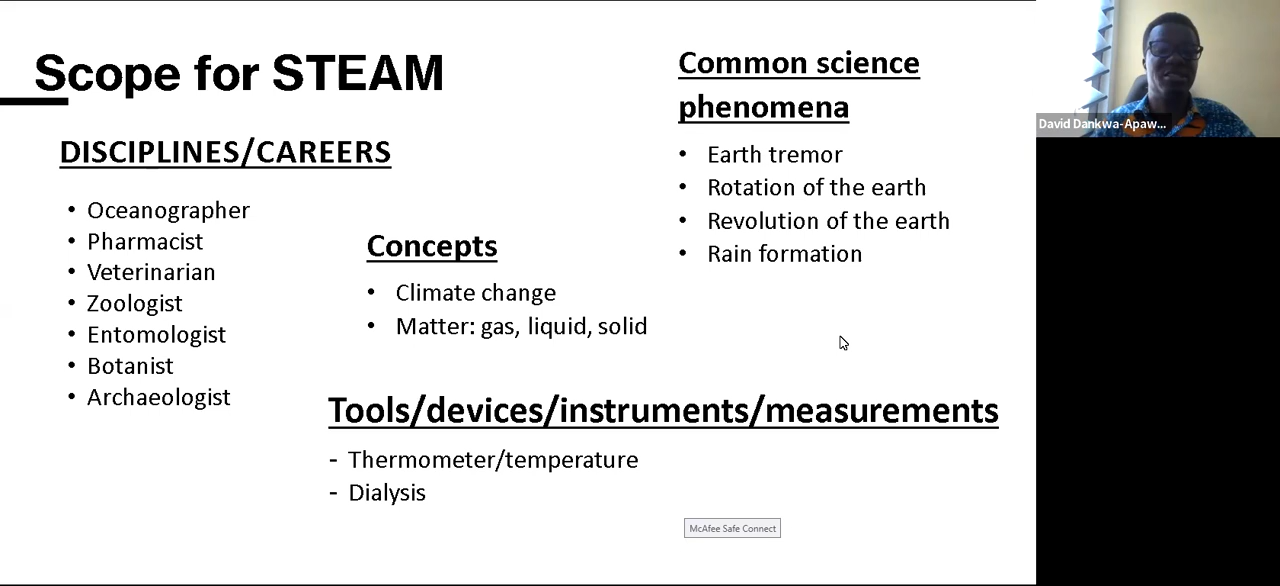 Scope for STEAM
DISCIPLINES/CAREERS
• Oceanographer
• Pharmacist
• Veterinarian
• Zoologist
• Entomologist
• Botanist
• Archaeologist
Concepts
• Climate change
• Matter: gas, liquid, solid
Common science
phenomena
• Earth tremor
• Rotation of the earth
• Revolution of the earth
• Rain formation
Tools/devices/instruments/measurements
- Thermometer/temperature
- Dialysis
McAfee Safe Connect
David Dankwa-Apaw...